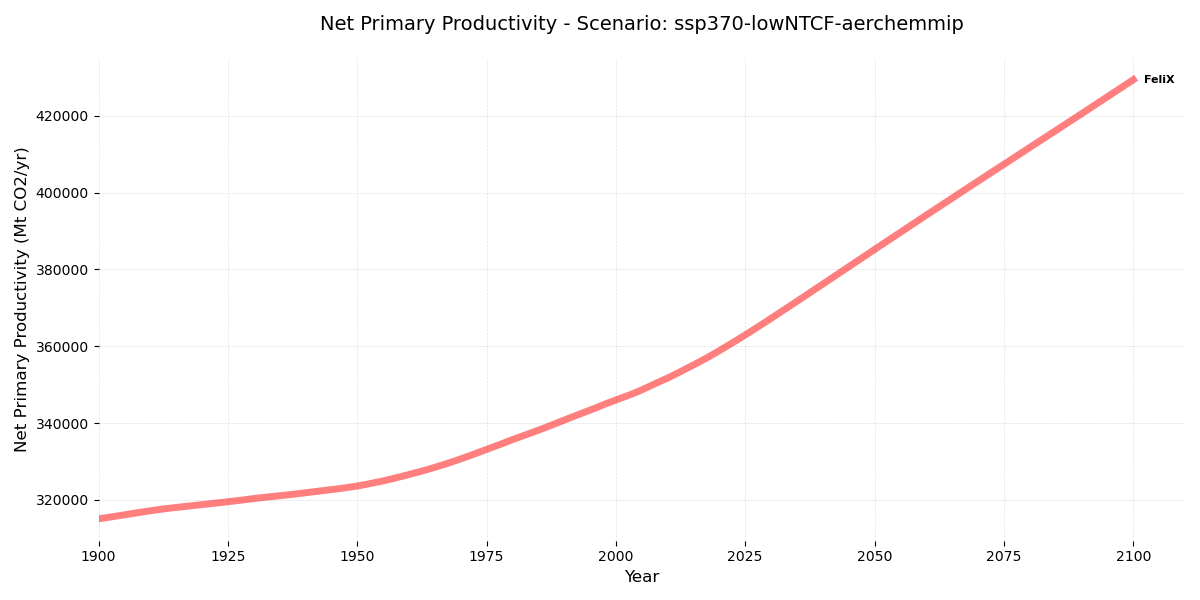 Net Primary Productivity - Scenario: ssp370-lowNTCF-aerchemmip
FeliX
420000
400000
380000
360000
340000
320000
Net Primary Productivity (Mt CO2/yr)
1900 1925 1950 1975 2000 2025 2050 2075 2100
Year